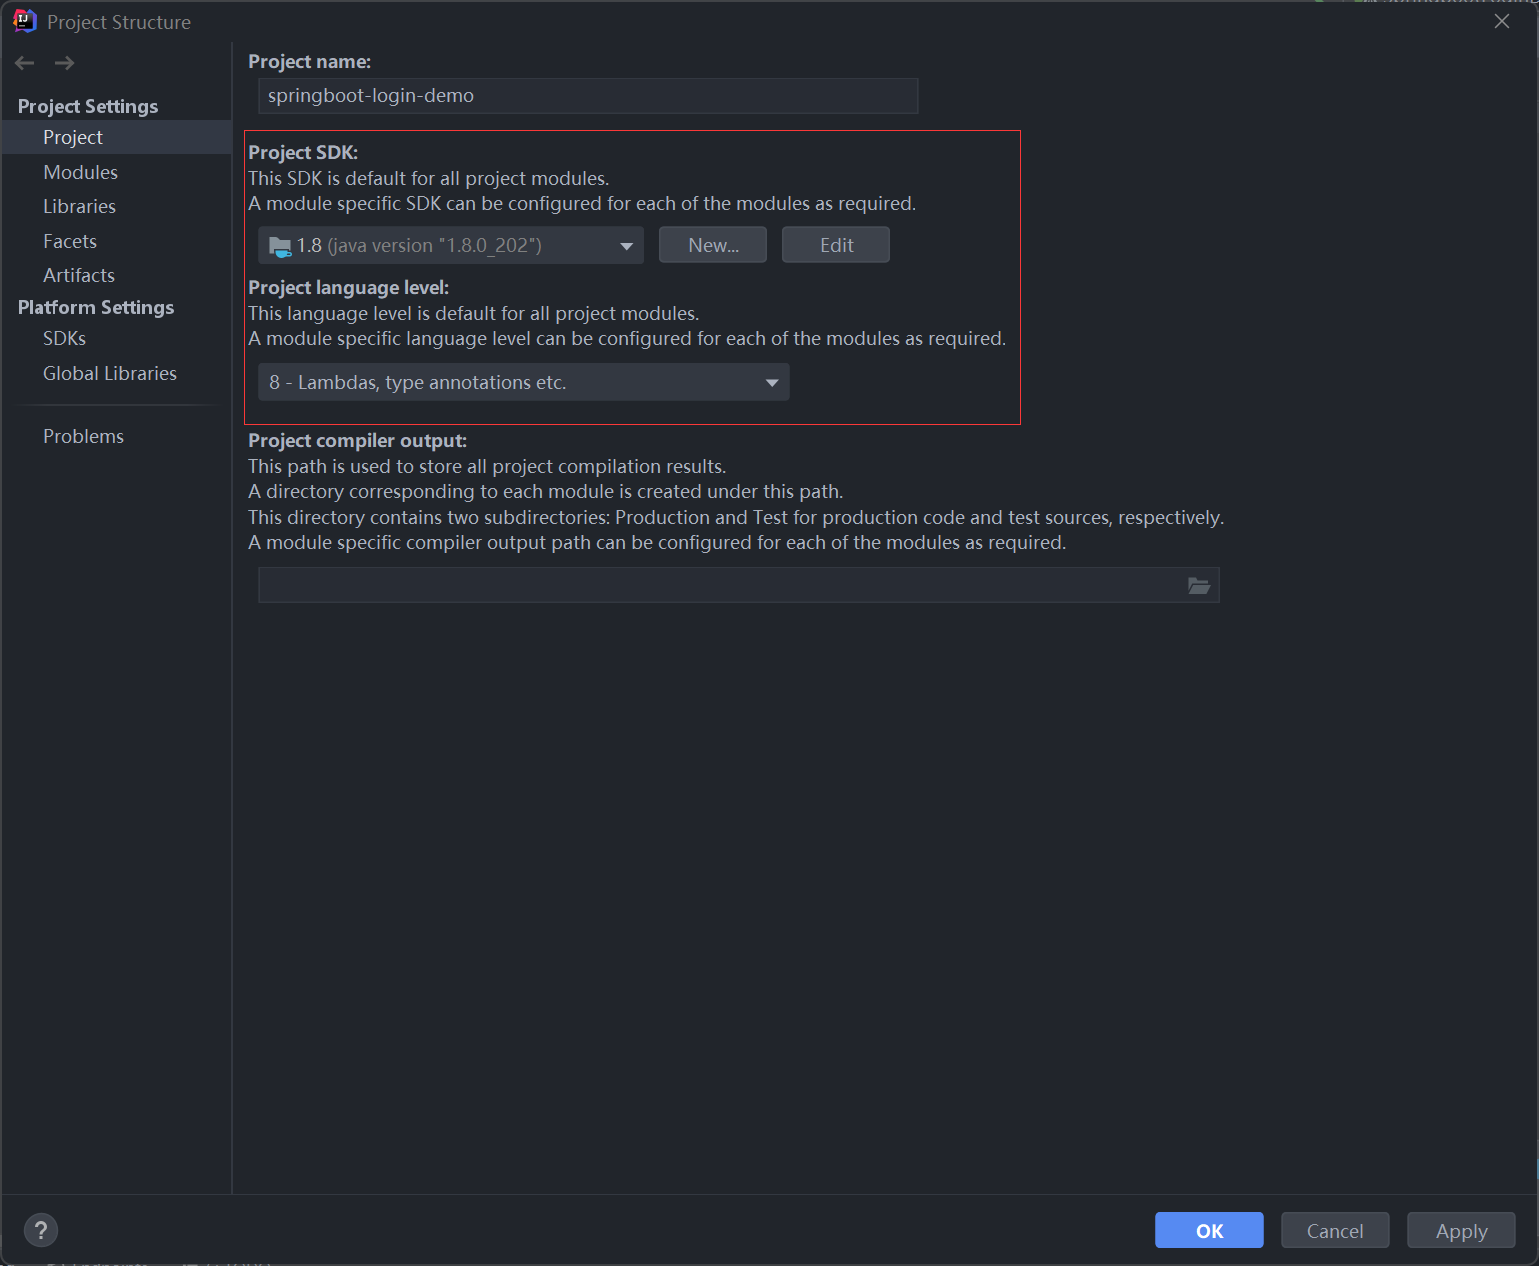 Project Structure
Project Settings
Project
Modules
Libraries
Facets
Artifacts
Platform Settings
SDKs
Global Libraries
Problems
Project name:
springboot-login-demo
Project SDK:
This SDK is default for all project modules.
A module specific SDK can be configured for each of the modules as required.
1.8 (java version "1.8.0_202")
New...
Edit
Project language level:
This language level is default for all project modules.
A module specific language level can be configured for each of the modules as required.
8 - Lambdas, type annotations etc.
Project compiler output:
This path is used to store all project compilation results.
A directory corresponding to each module is created under this path.
This directory contains two subdirectories: Production and Test for production code and test sources, respectively.
A module specific compiler output path can be configured for each of the modules as required.
?
OK
Cancel
Apply